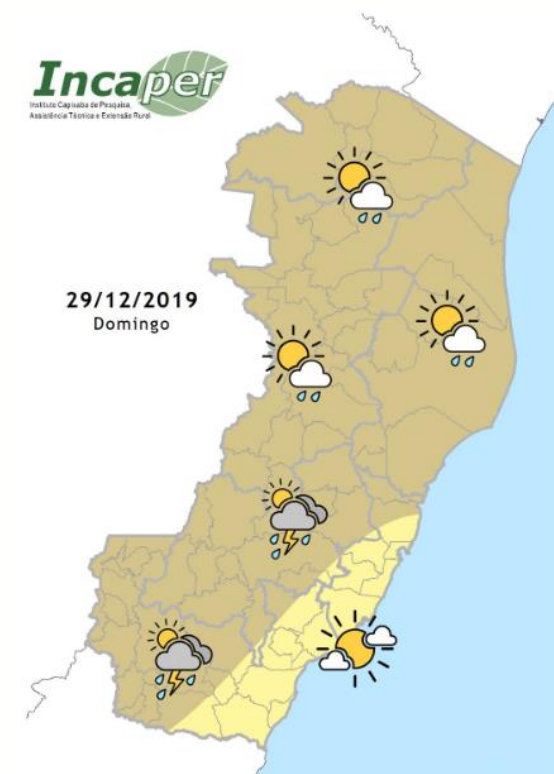 Incaper
Instituto Capixaba de Pesquisa,
Assistência Técnica e Extensão Rural
29/12/2019
Domingo